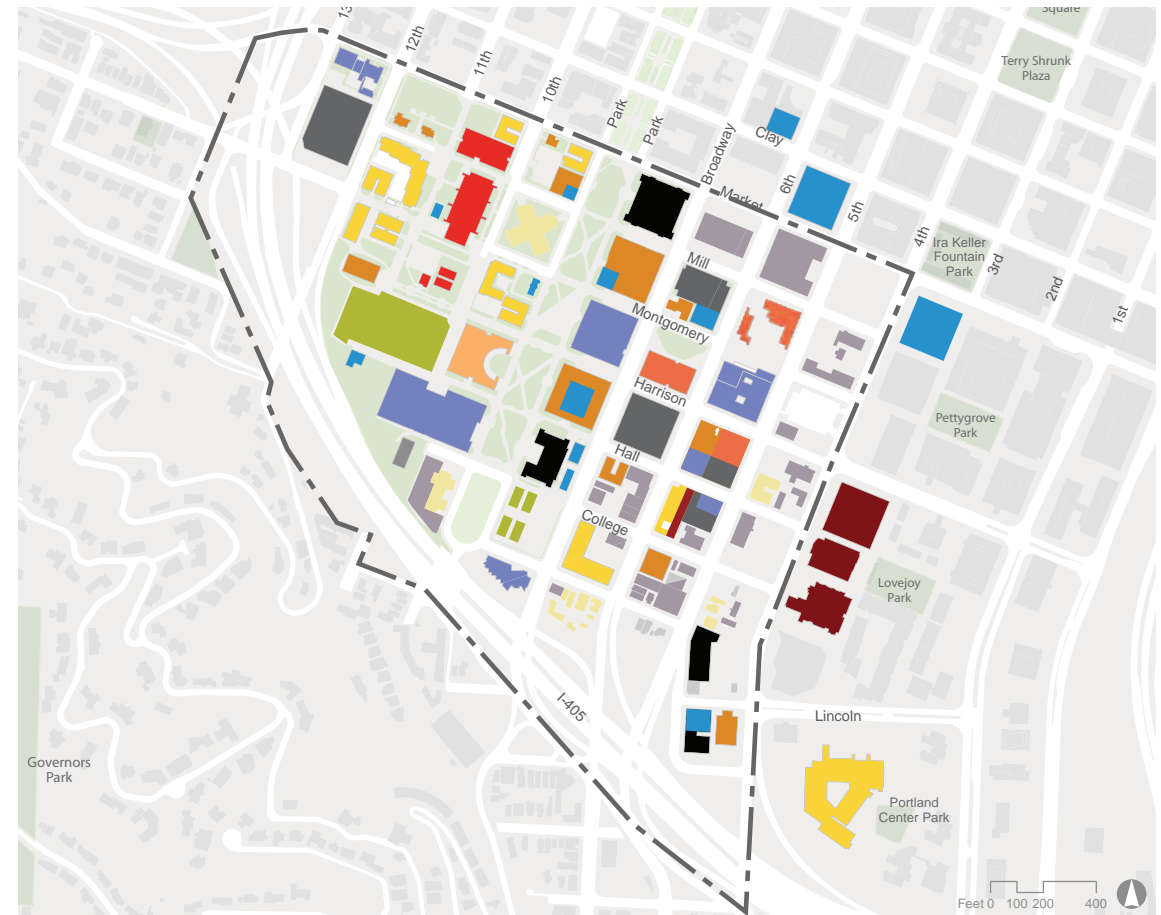 Square
13
12th
11th
10th
Park
Park
Broadway
Clay
Terry Shrunk
Plaza
Market
6th
5th
4th
3rd
2nd
1st
Ira Keller
Fountain
Park
Mill
Montgomery
Harrison
Hall
College
Pettygrove
Park
Lovejoy
Park
I-405
Lincoln
Governors
Park
Portland
Center Park
Feet 0 100 200 400